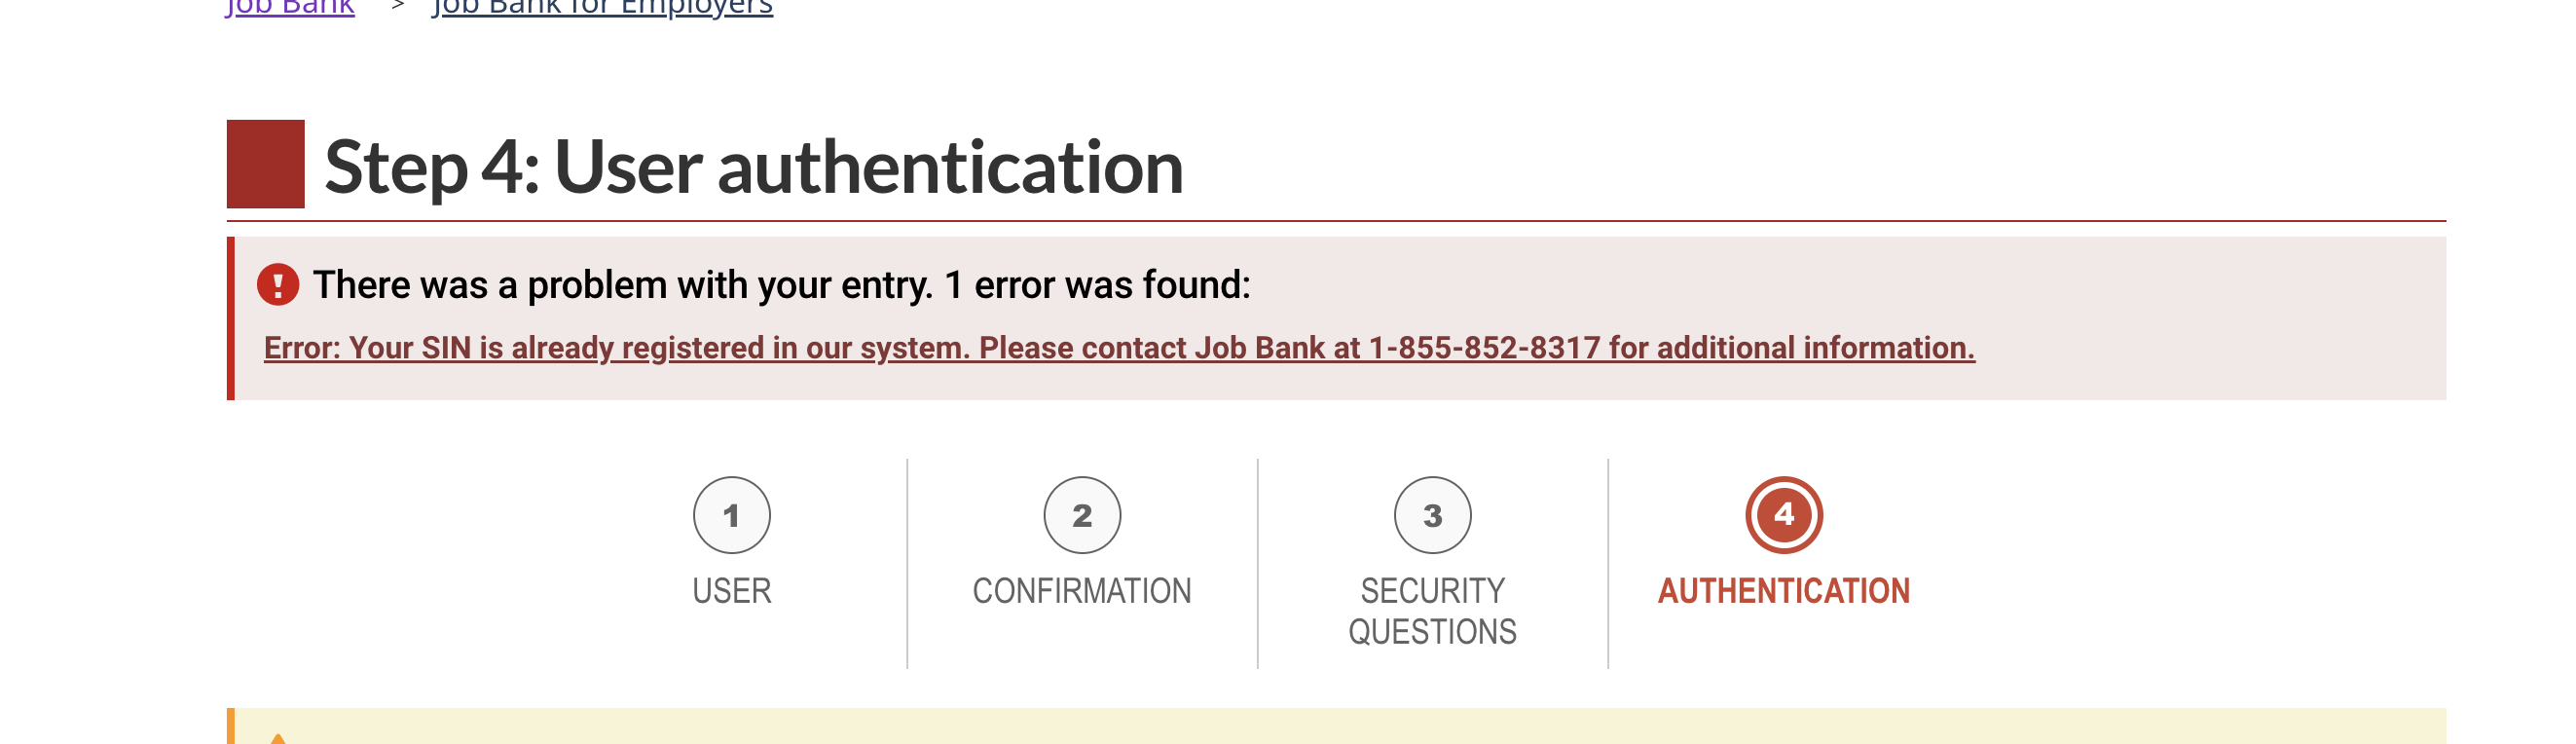 Job Bank > Job Bank for Employers
Step 4: User authentication
There was a problem with your entry. 1 error was found:
Error: Your SIN is already registered in our system. Please contact Job Bank at 1-855-852-8317 for additional information.
1
USER
2
CONFIRMATION
3
SECURITY
QUESTIONS
4
AUTHENTICATION